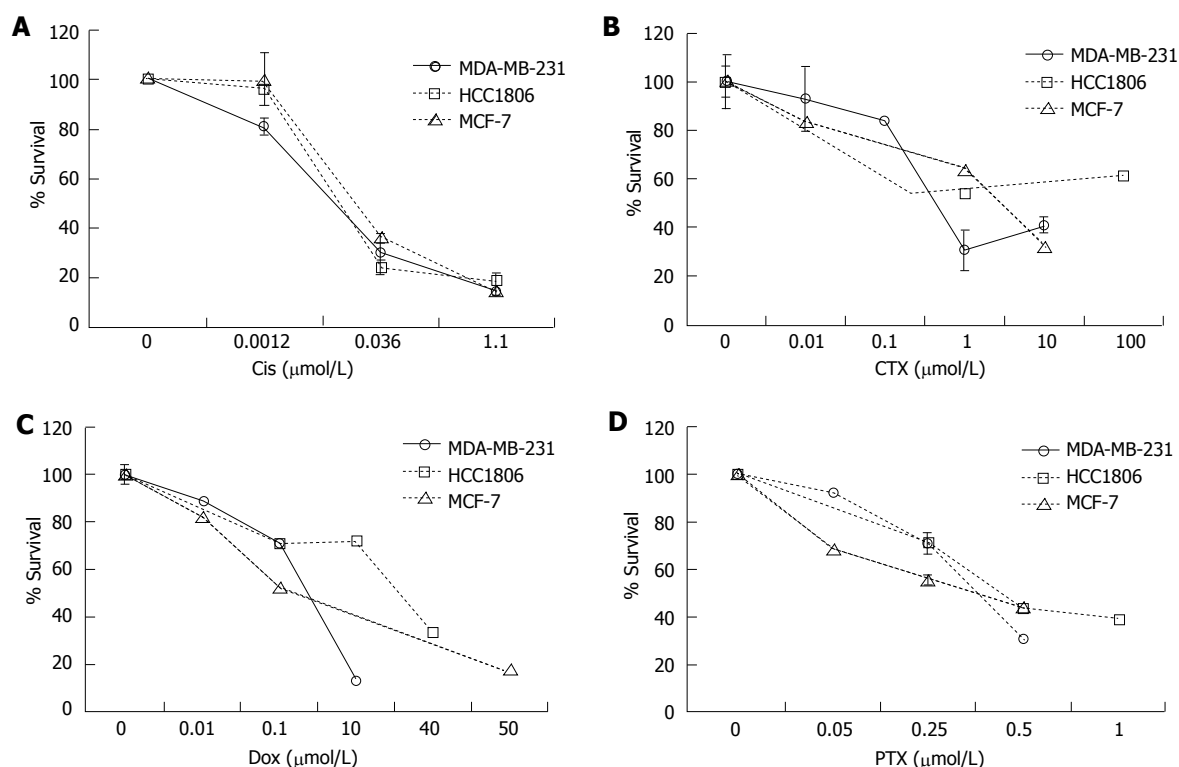 A
120
100
80
60
40
20
0
% Survival
MDA-MB-231
HCC1806
MCF-7
0 0.0012 0.036 1.1
Cis (μmol/L)
B
120
100
80
60
40
20
0
% Survival
MDA-MB-231
HCC1806
MCF-7
0 0.01 0.1 1 10 100
CTX (μmol/L)
C
120
100
80
60
40
20
0
% Survival
MDA-MB-231
HCC1806
MCF-7
0 0.01 0.1 10 40 50
Dox (μmol/L)
D
120
100
80
60
40
20
0
% Survival
MDA-MB-231
HCC1806
MCF-7
0 0.05 0.25 0.5 1
PTX (μmol/L)